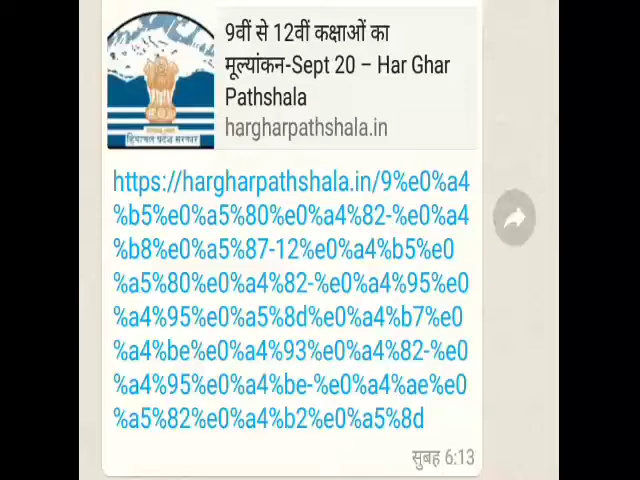 9वीं से 12वीं कक्षाओं का
मूल्यांकन-Sept 20 – Har Ghar
Pathshala
hargharpathshala.in
हिमाचल प्रदेश सरकार
https://hargharpathshala.in/9%e0%a4
%b5%e0%a5%80%e0%a4%82-%e0%a4
%b8%e0%a5%87-12%e0%a4%b5%e0
%a5%80%e0%a4%82-%e0%a4%95%e0
%a4%95%e0%a5%8d%e0%a4%b7%e0
%a4%be%e0%a4%93%e0%a4%82-%e0
%a4%95%e0%a4%be-%e0%a4%ae%e0
%a5%82%e0%a4%b2%e0%a5%8d
सुबह 6:13